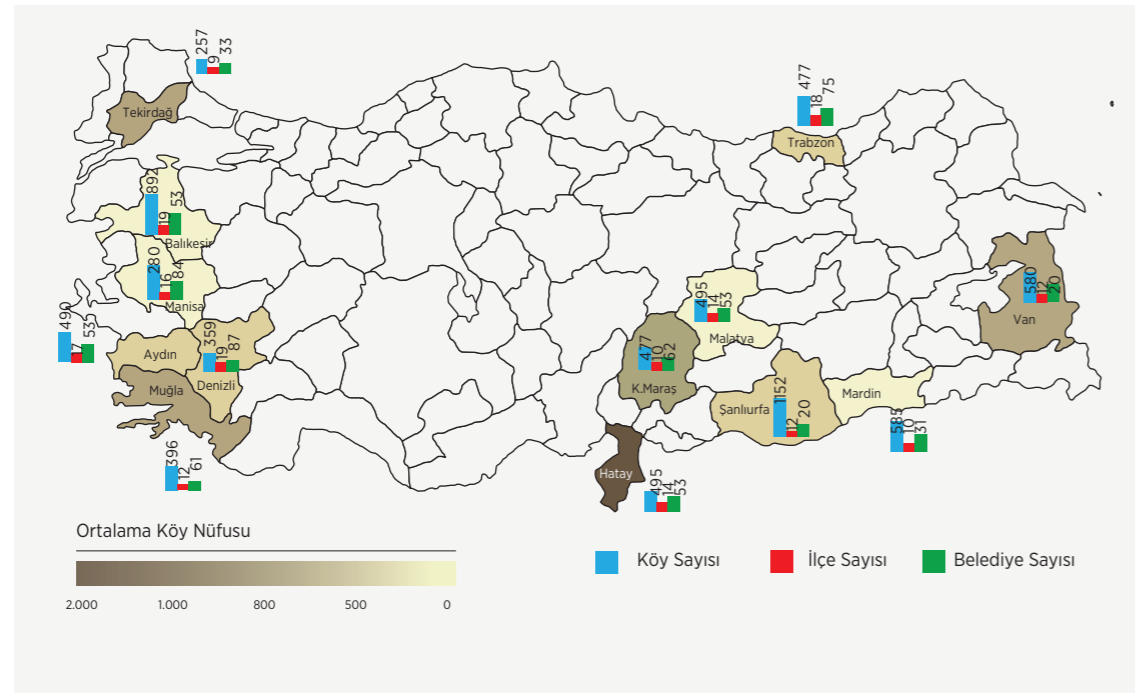 257
9
33
Tekirdağ
477
18
75
Trabzon
892
19
53
Balıkesir
280
16
84
Manisa
490
17
53
Aydın
359
19
87
Denizli
Muğla
396
12
61
495
14
53
Malatya
477
10
62
K.Maraş
Şanlıurfa
1152
12
20
Mardin
585
10
31
580
12
20
Van
Hatay
495
14
53
Ortalama Köy Nüfusu
2.000 1.000 800 500 0
Köy Sayısı
İlçe Sayısı
Belediye Sayısı